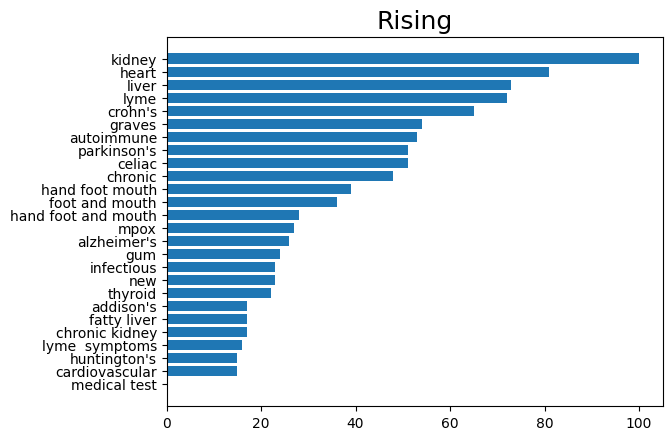 Rising
kidney
heart
liver
lyme
crohn's
graves
autoimmune
parkinson's
celiac
chronic
hand foot mouth
foot and mouth
hand foot and mouth
mpox
alzheimer's
gum
infectious
new
thyroid
addison's
fatty liver
chronic kidney
lyme  symptoms
huntington's
cardiovascular
medical test
0 20 40 60 80 100